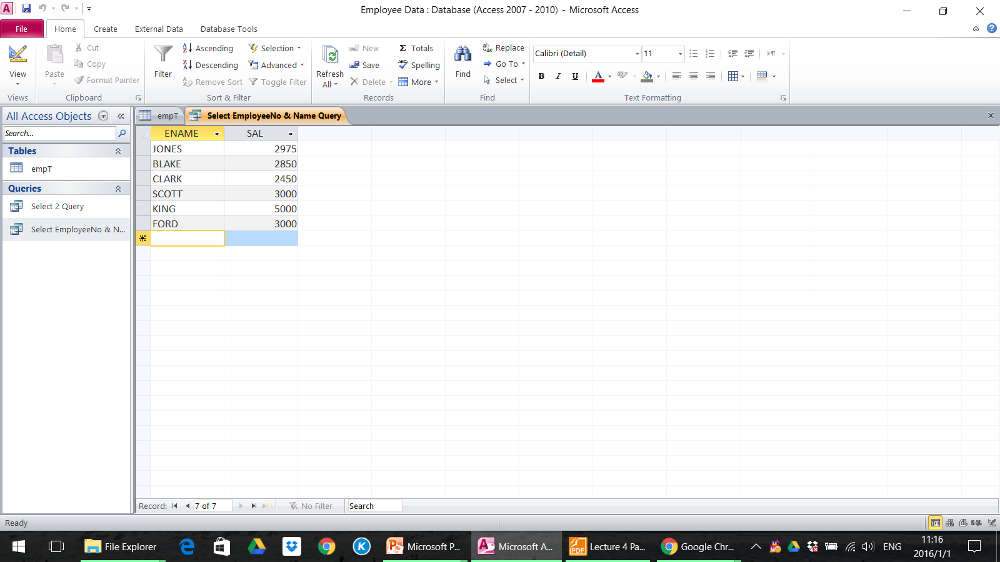 Employee Data : Database (Access 2007 - 2010) - Microsoft Access
File Home Create External Data Database Tools
View
Views
Paste
Cut
Copy
Format Painter
Clipboard
Filter
Ascending
Descending
Remove Sort
Selection
Advanced
Toggle Filter
Sort & Filter
Refresh All
New
Save
Delete
Totals
Spelling
More
Records
Find
Replace
Go To
Select
Find
Calibri (Detail) 11
B I U A
Text Formatting
All Access Objects
Search...
Tables
empT
Queries
Select 2 Query
Select EmployeeNo & N...
empT Select EmployeeNo & Name Query
ENAME SAL
JONES 2975
BLAKE 2850
CLARK 2450
SCOTT 3000
KING 5000
FORD 3000
Record: 7 of 7 No Filter Search
Ready SQL
File Explorer Microsoft P... Microsoft A... PDF Lecture 4 Pa... Google Chr... ENG 11:16
2016/1/1